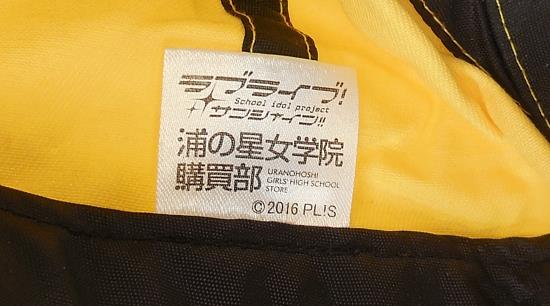 ラブライブ!
School idol project
サンシャイン!!
浦の星女学院
購買部
URANOHOSHI
GIRLS' HIGH SCHOOL
STORE
©2016 PL!S